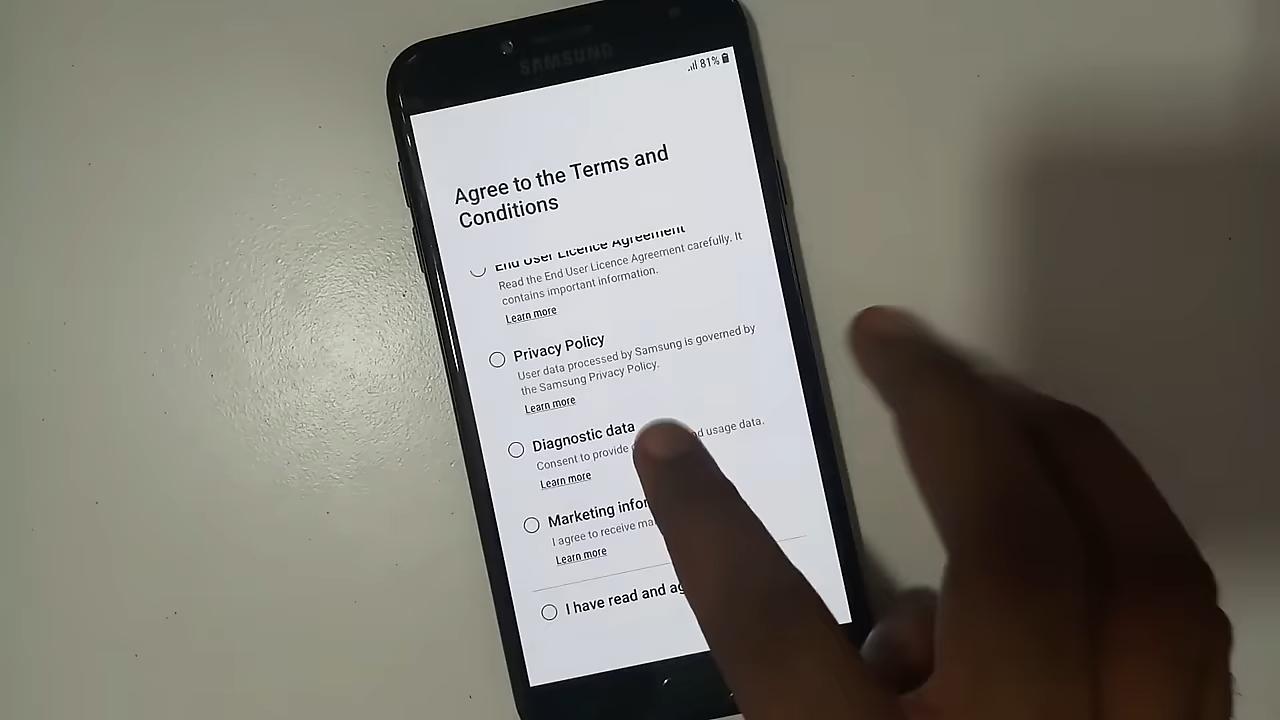 SAMSUNG
81%
Agree to the Terms and
Conditions
End User Licence Agreement
Read the End User Licence Agreement carefully. It
contains important information.
Learn more
Privacy Policy
User data processed by Samsung is governed by
the Samsung Privacy Policy.
Learn more
Diagnostic data
Consent to provide and usage data.
Learn more
Marketing
I agree to receive
Learn more
I have read and